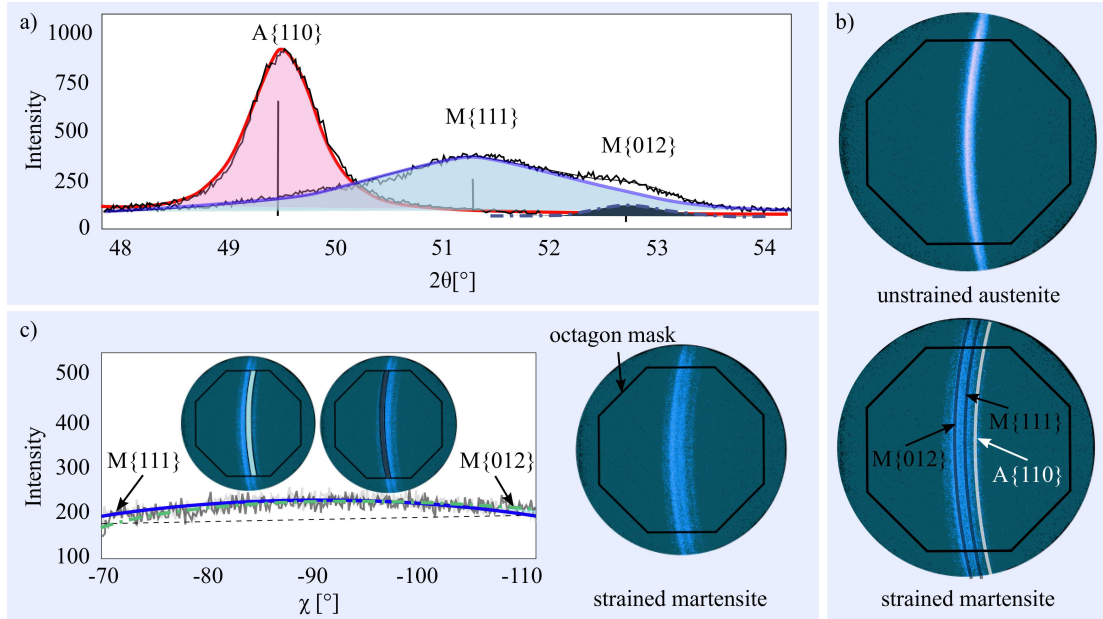 a)
1000
750
500
250
0
Intensity
A{110}
M{111}
M{012}
48 49 50 51 52 53 54
2θ[°]
b)
unstrained austenite
M{111}
M{012}
A{110}
strained martensite
c)
500
400
300
200
100
Intensity
M{111}
M{012}
-70 -80 -90 -100 -110
χ [°]
octagon mask
strained martensite